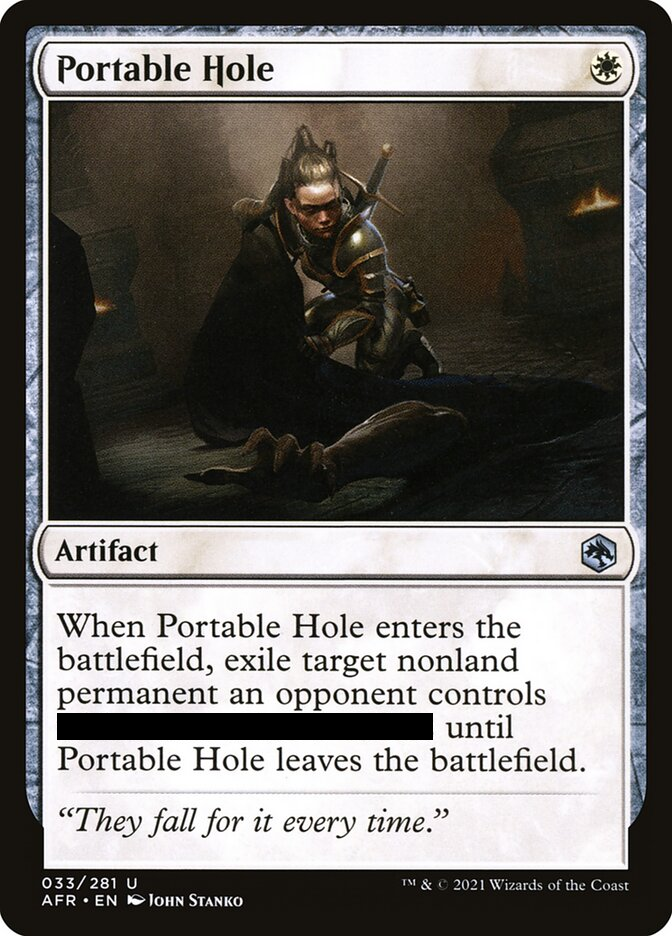 Portable Hole
Artifact
When Portable Hole enters the
battlefield, exile target nonland
permanent an opponent controls
until
Portable Hole leaves the battlefield.
“They fall for it every time.”
033/281 U
™ & © 2021 Wizards of the Coast
AFR • EN John Stanko